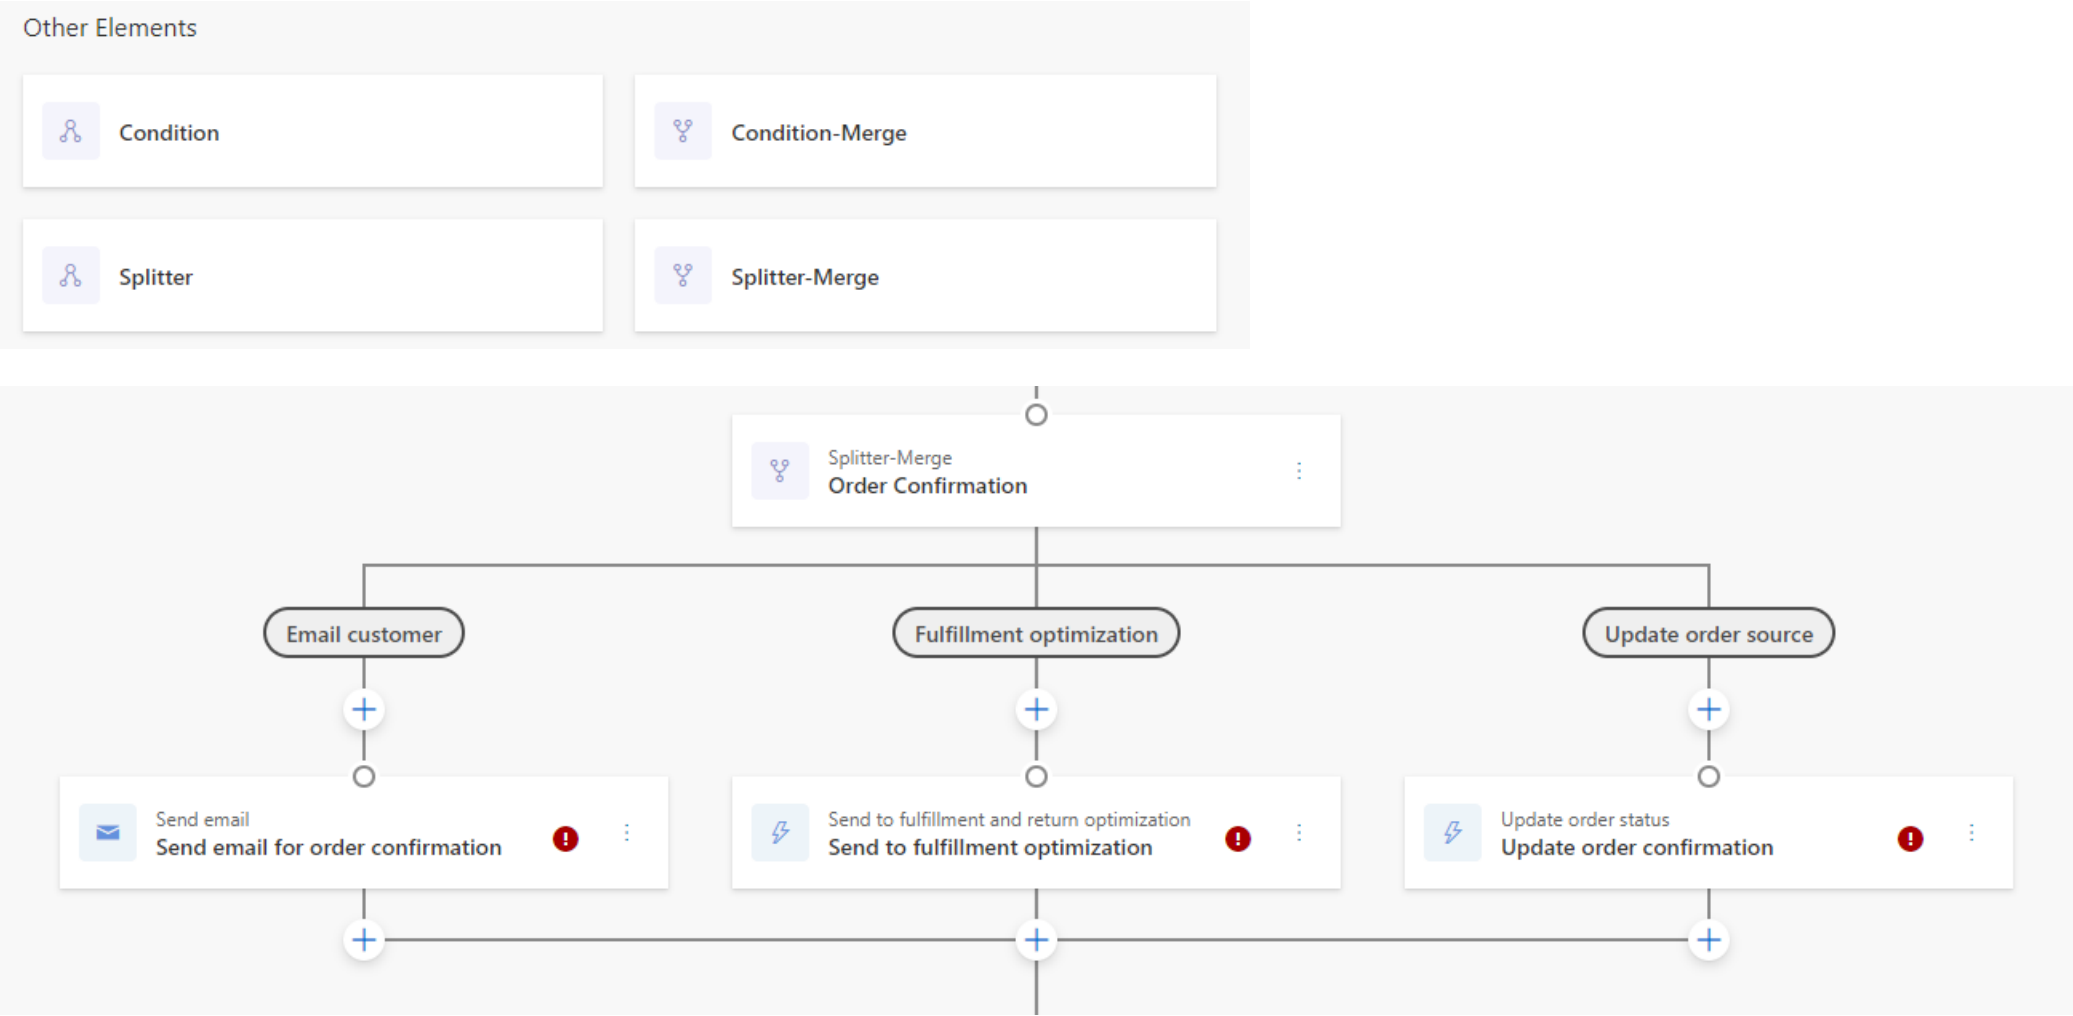 Other Elements
Condition
Condition-Merge
Splitter
Splitter-Merge
Splitter-Merge
Order Confirmation
Email customer
Fulfillment optimization
Update order source
Send email
Send email for order confirmation
Send to fulfillment and return optimization
Send to fulfillment optimization
Update order status
Update order confirmation